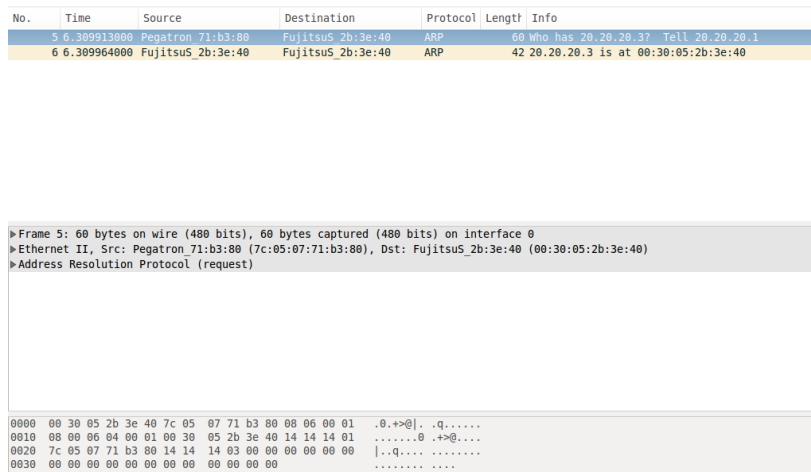 No. Time Source Destination Protocol Length Info
5 6.309913000 Pegatron_71:b3:80 FujitsuS_2b:3e:40 ARP 60 Who has 20.20.20.3? Tell 20.20.20.1
6 6.309964000 FujitsuS_2b:3e:40 FujitsuS_2b:3e:40 ARP 42 20.20.20.3 is at 00:30:05:2b:3e:40
Frame 5: 60 bytes on wire (480 bits), 60 bytes captured (480 bits) on interface 0
Ethernet II, Src: Pegatron_71:b3:80 (7c:05:07:71:b3:80), Dst: FujitsuS_2b:3e:40 (00:30:05:2b:3e:40)
Address Resolution Protocol (request)
0000 00 30 05 2b 3e 40 7c 05 07 71 b3 80 08 06 00 01 .0.+>@|. .q......
0010 08 00 06 04 00 01 00 30 05 2b 3e 40 14 14 14 01 .......0 .+>@....
0020 7c 05 07 71 b3 80 14 14 14 03 00 00 00 00 00 00 |..q.... ........
0030 00 00 00 00 00 00 00 00 00 00 00 00 ........ ....